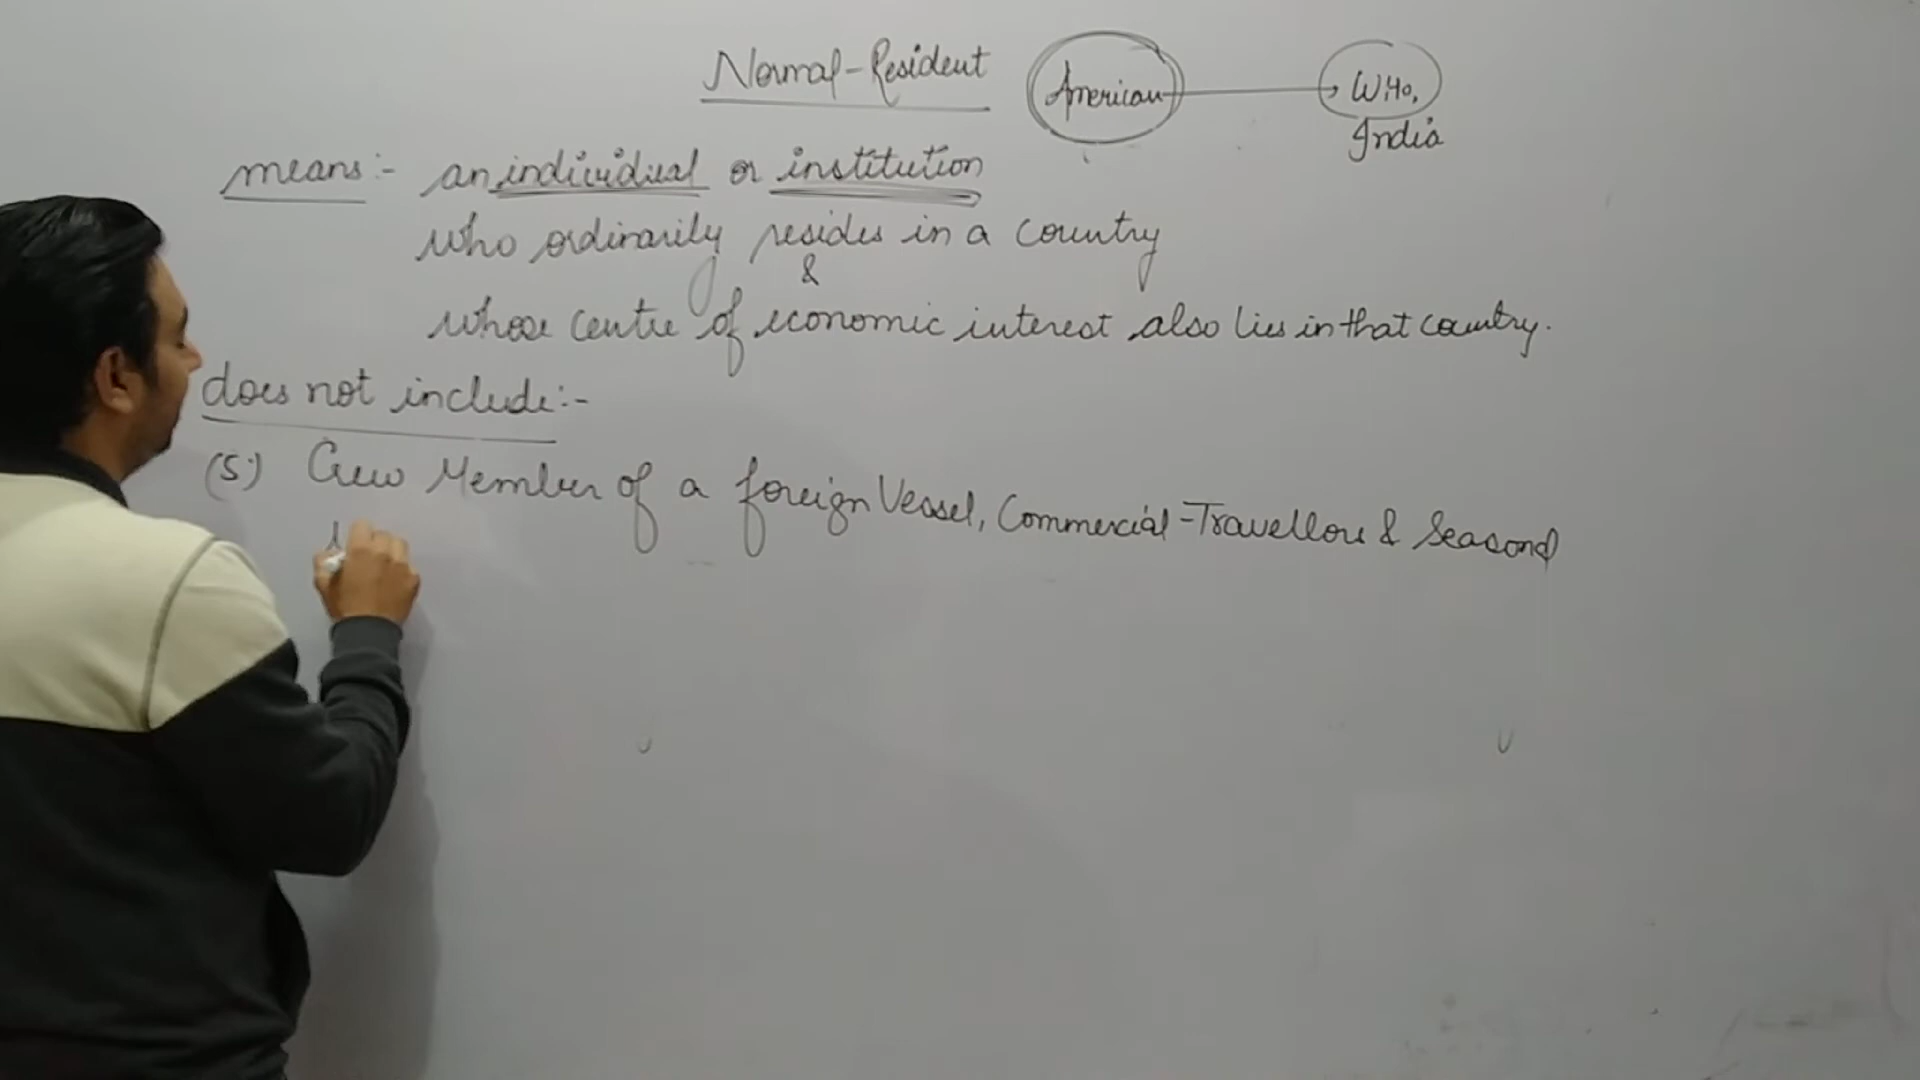 Normal-Resident
American → WHO,
India
means:- an individual or institution
who ordinarily resides in a country
&
whose centre of economic interest also lies in that country.
does not include:-
(5) Crew Member of a foreign Vessel, Commercial-Travellers & Seasonal